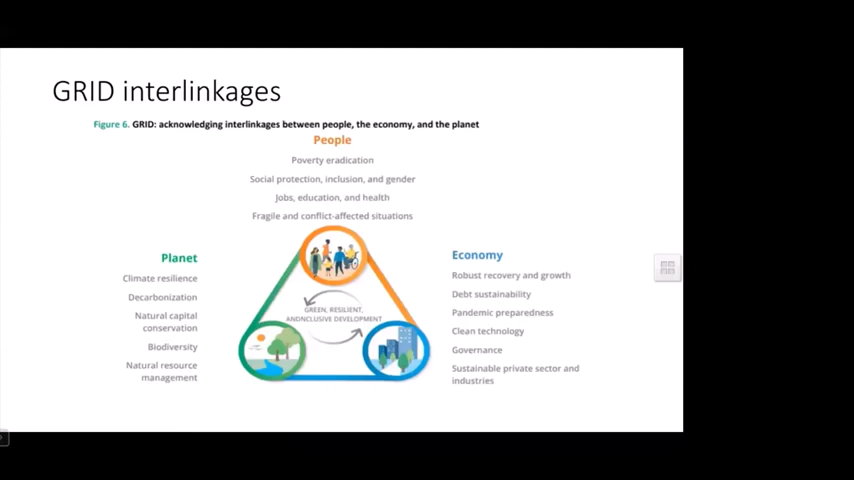 GRID interlinkages
Figure 6. GRID: acknowledging interlinkages between people, the economy, and the planet
People
Poverty eradication
Social protection, inclusion, and gender
Jobs, education, and health
Fragile and conflict-affected situations
Planet
Climate resilience
Decarbonization
Natural capital
conservation
Biodiversity
Natural resource
management
GREEN, RESILIENT,
ANDNCLUSIVE DEVELOPMENT
Economy
Robust recovery and growth
Debt sustainability
Pandemic preparedness
Clean technology
Governance
Sustainable private sector and
industries